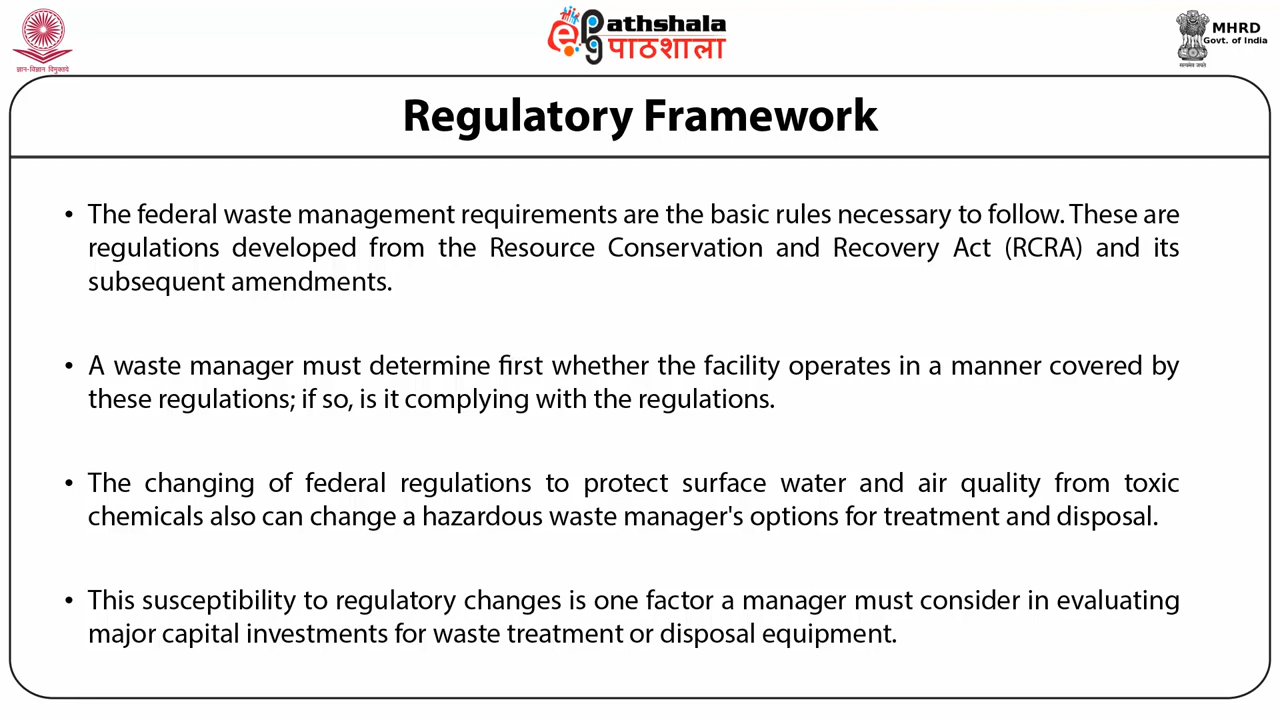 ज्ञान-विज्ञान विमुक्तये
ePathshala
पाठशाला
MHRD
Govt. of India
सत्यमेव जयते
Regulatory Framework
• The federal waste management requirements are the basic rules necessary to follow. These are
regulations developed from the Resource Conservation and Recovery Act (RCRA) and its
subsequent amendments.
• A waste manager must determine first whether the facility operates in a manner covered by
these regulations; if so, is it complying with the regulations.
• The changing of federal regulations to protect surface water and air quality from toxic
chemicals also can change a hazardous waste manager's options for treatment and disposal.
• This susceptibility to regulatory changes is one factor a manager must consider in evaluating
major capital investments for waste treatment or disposal equipment.